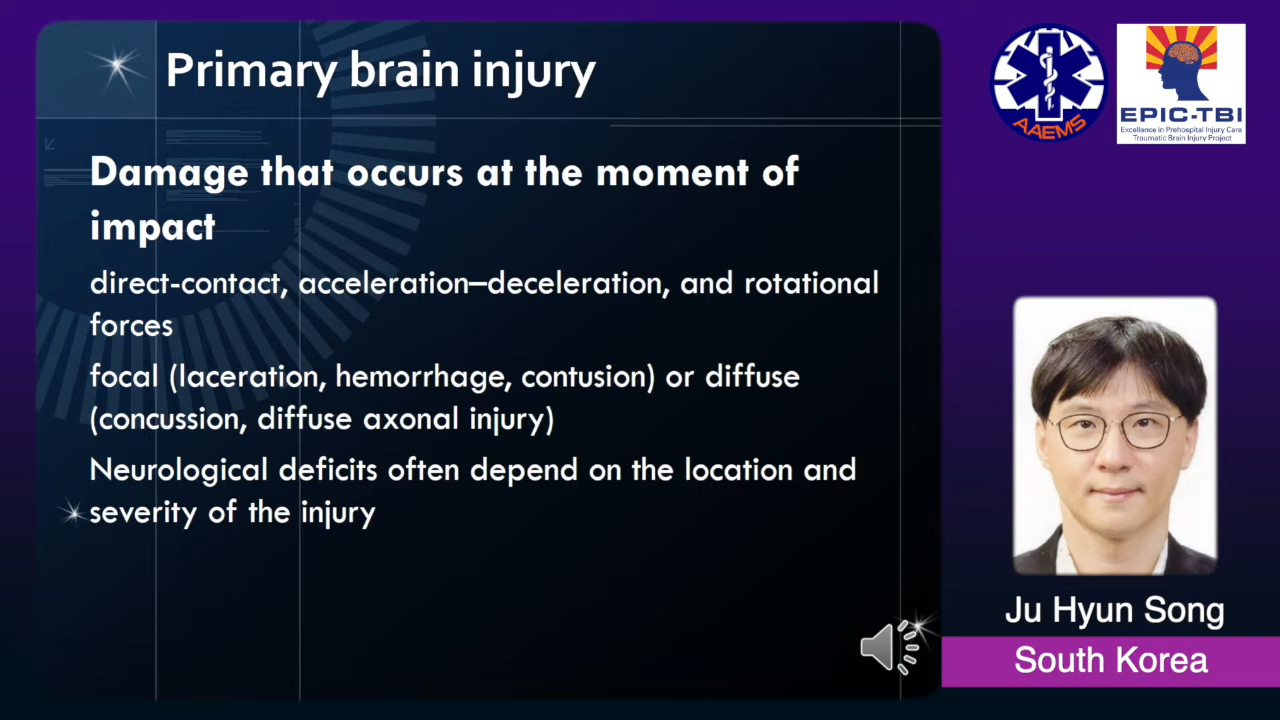 Primary brain injury
Damage that occurs at the moment of
impact
direct-contact, acceleration–deceleration, and rotational
forces
focal (laceration, hemorrhage, contusion) or diffuse
(concussion, diffuse axonal injury)
Neurological deficits often depend on the location and
severity of the injury
AAEMS
EPIC-TBI
Excellence in Prehospital Injury Care
Traumatic Brain Injury Project
Ju Hyun Song
South Korea